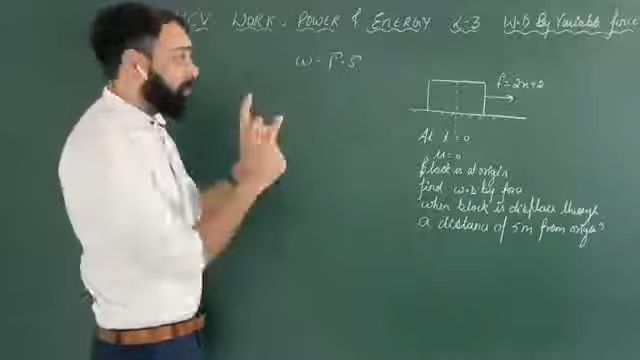 HCV WORK, POWER & ENERGY L-3 W.D By Variable force
W = F.S
f = 2x+2
At t = 0
u = 0
Block is at origin
find W.D by force
when block is displace through
a distance of 5m from origin?